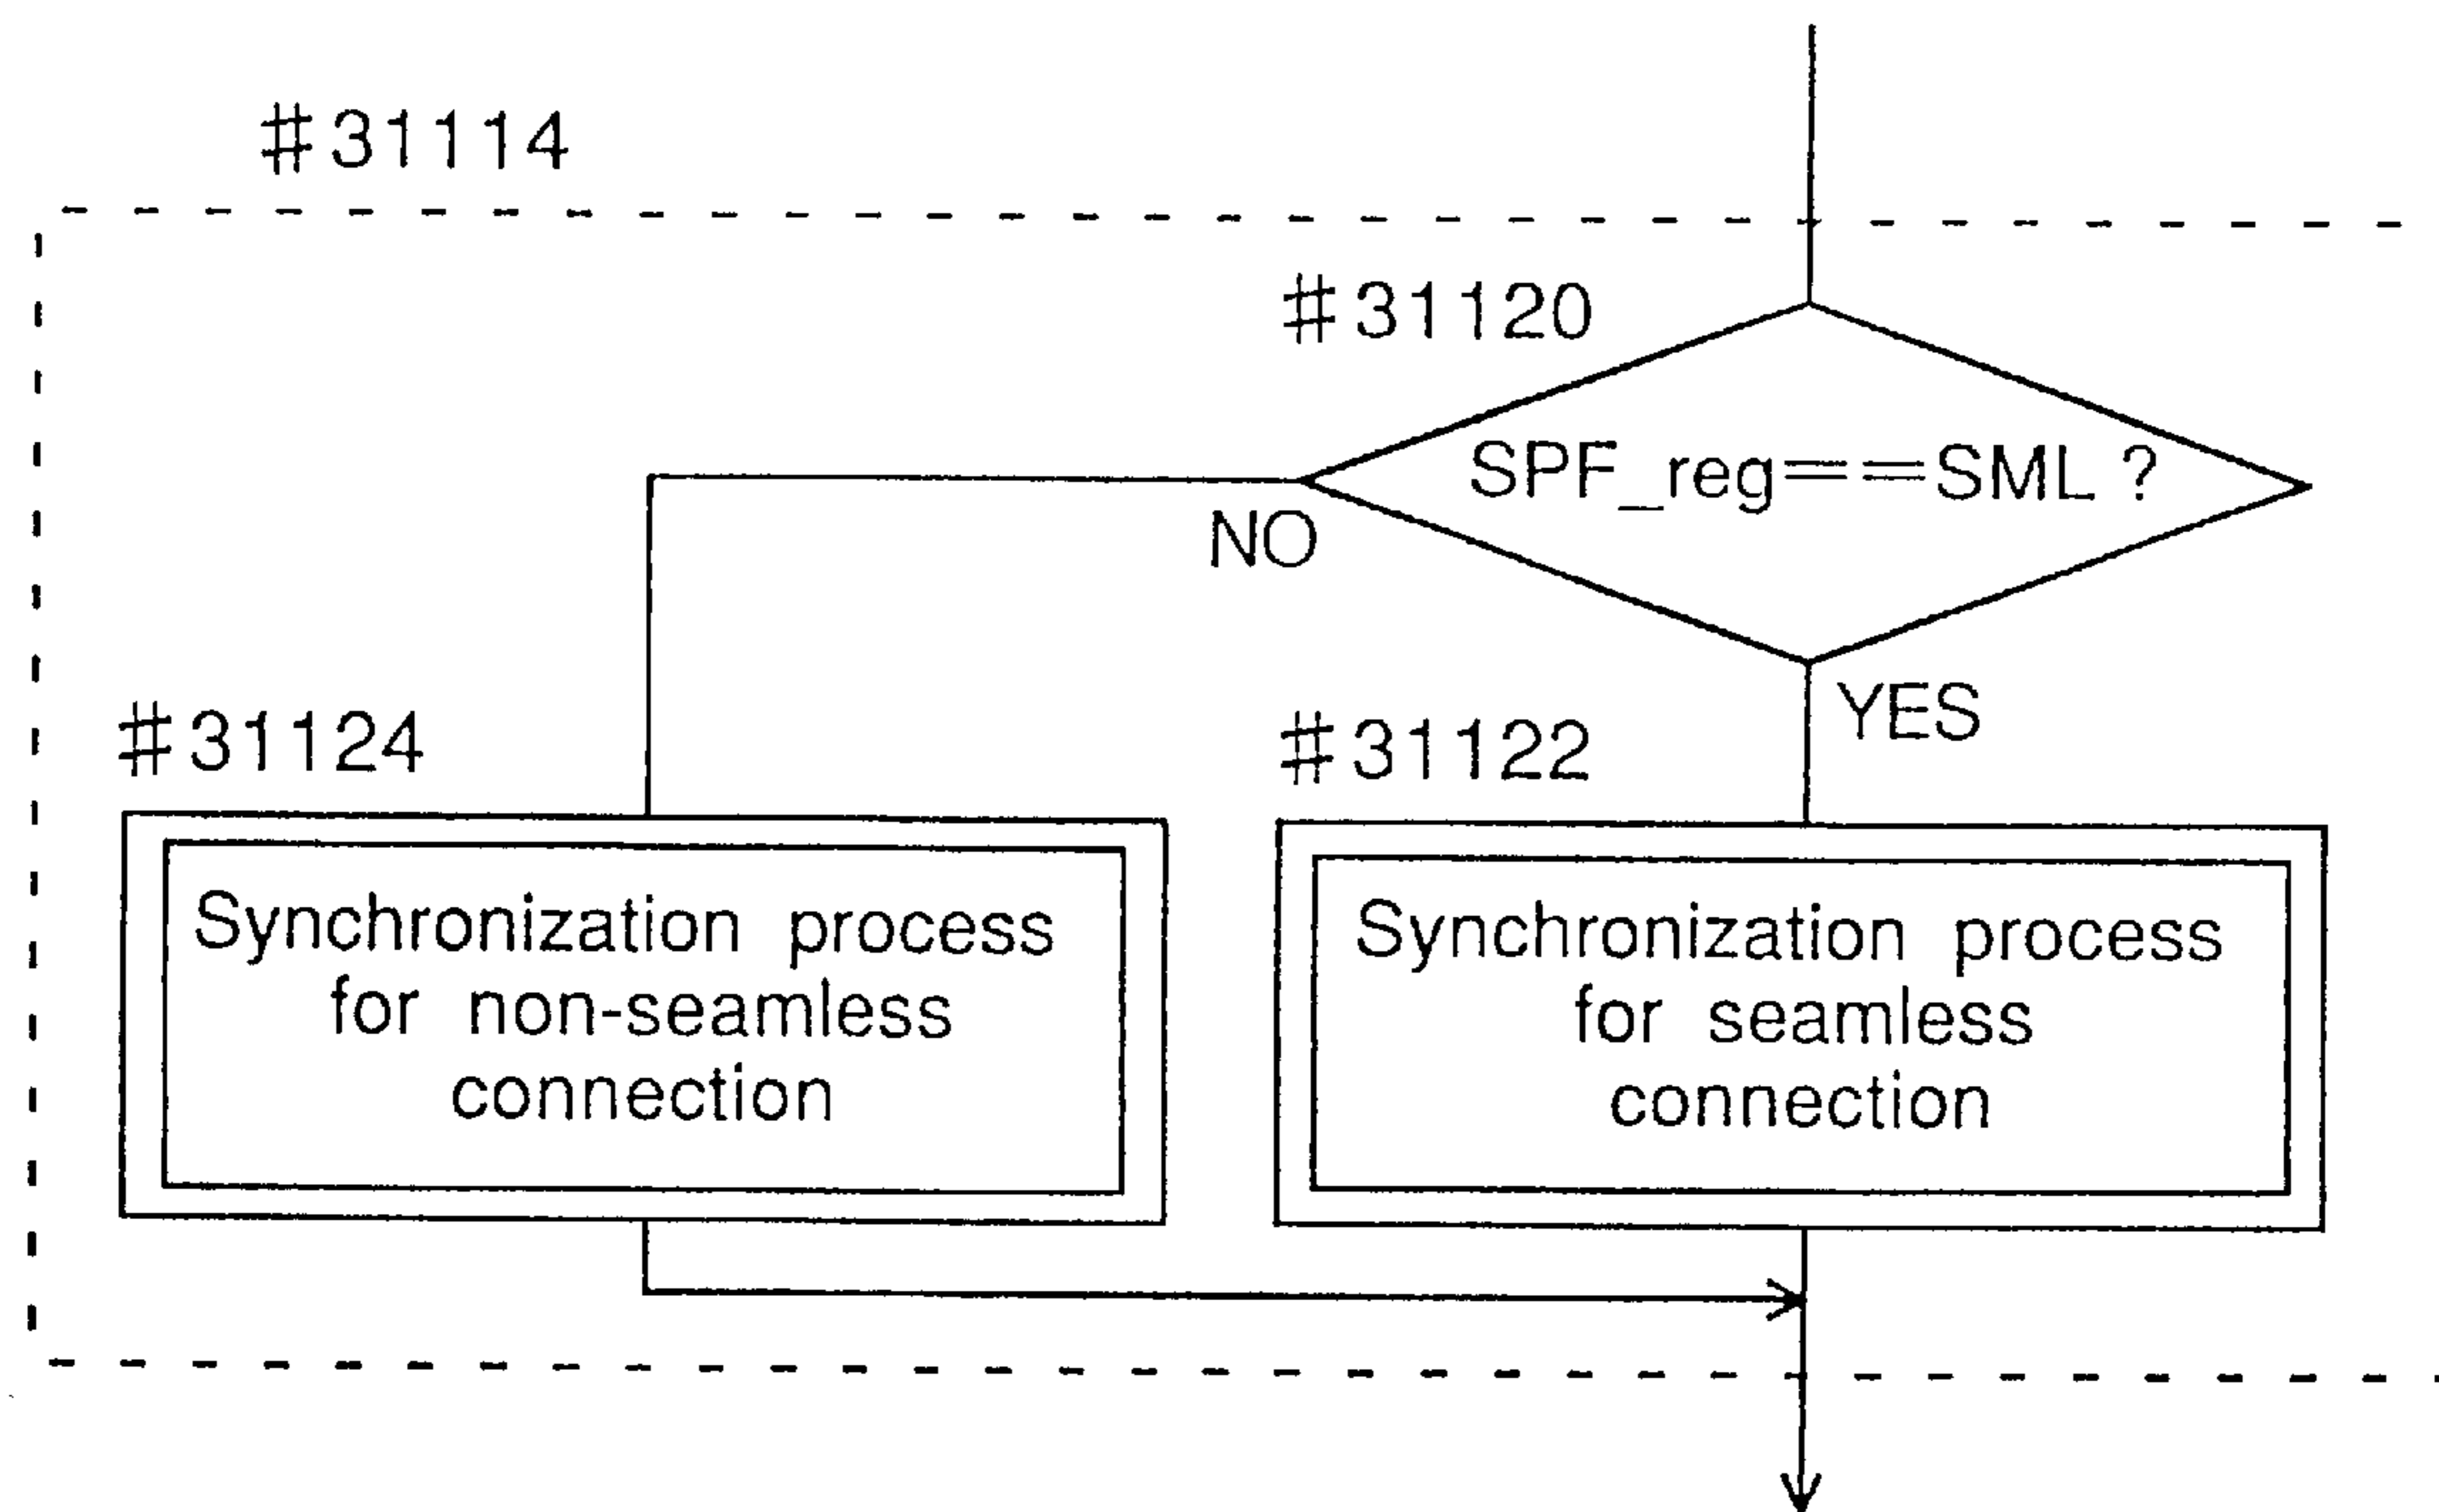 #31114
#31120
SPF_reg==SML ?
NO
YES
#31124
#31122
Synchronization process
for non-seamless
connection
Synchronization process
for seamless
connection